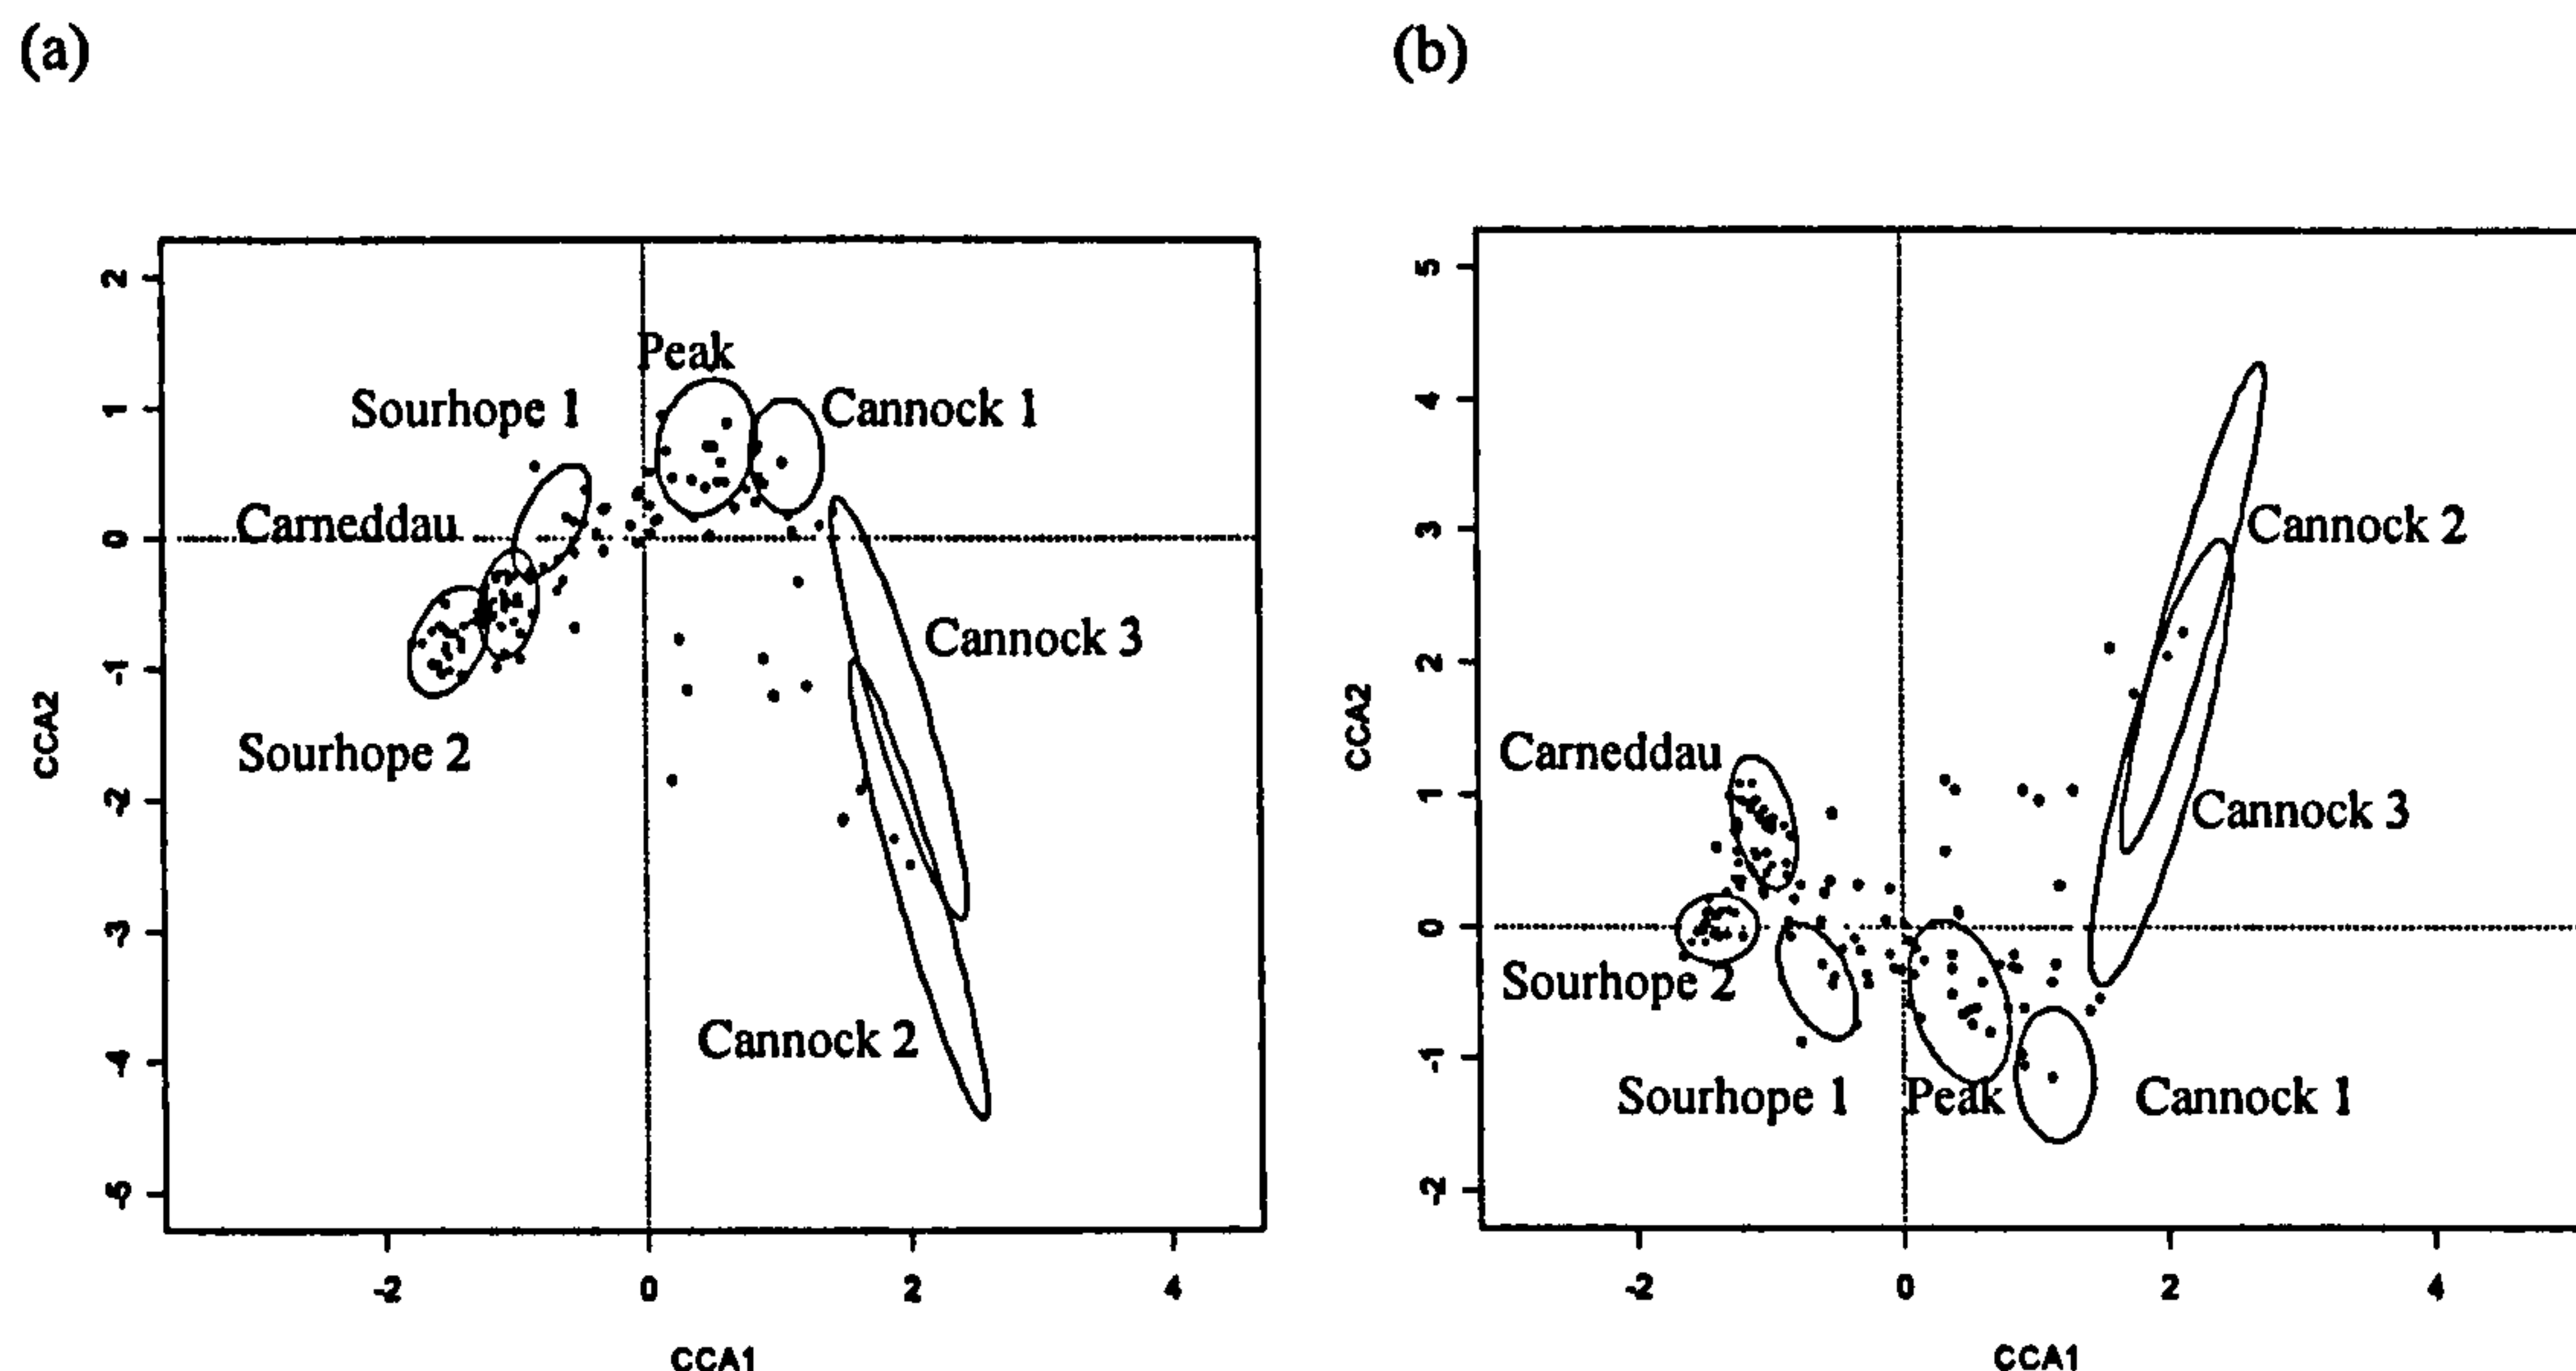 (a)
(b)
2
1
0
-1
-2
-3
-4
-5
CCA2
Peak
Sourhope 1
Cannock 1
Carneddau
Cannock 3
Sourhope 2
Cannock 2
-2
0
2
4
CCA1
5
4
3
2
1
0
-1
-2
CCA2
Cannock 2
Carneddau
Cannock 3
Sourhope 2
Sourhope 1
Peak
Cannock 1
-2
0
2
4
CCA1